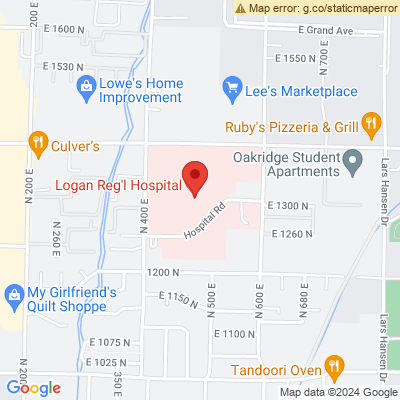 Map error: g.co/staticmaperror
E 1600 N
E Grand Ave
200 E
E 1530 N
E 1550 N
N 700 E
Lowe's Home
Improvement
Lee's Marketplace
Ruby's Pizzeria & Grill
Culver's
Oakridge Student
Apartments
Logan Reg'l Hospital
N 200 E
N 400 E
Lars Hansen Dr
E 1300 N
Hospital Rd
N 260 E
E 1260 N
1200 N
My Girlfriend's
Quilt Shoppe
E 1150 N
N 500 E
N 600 E
N 680 E
E 1100 N
E 1075 N
E 1025 N
350 E
N 200
Lars Hansen Dr
Tandoori Oven
Google
Map data ©2024 Google